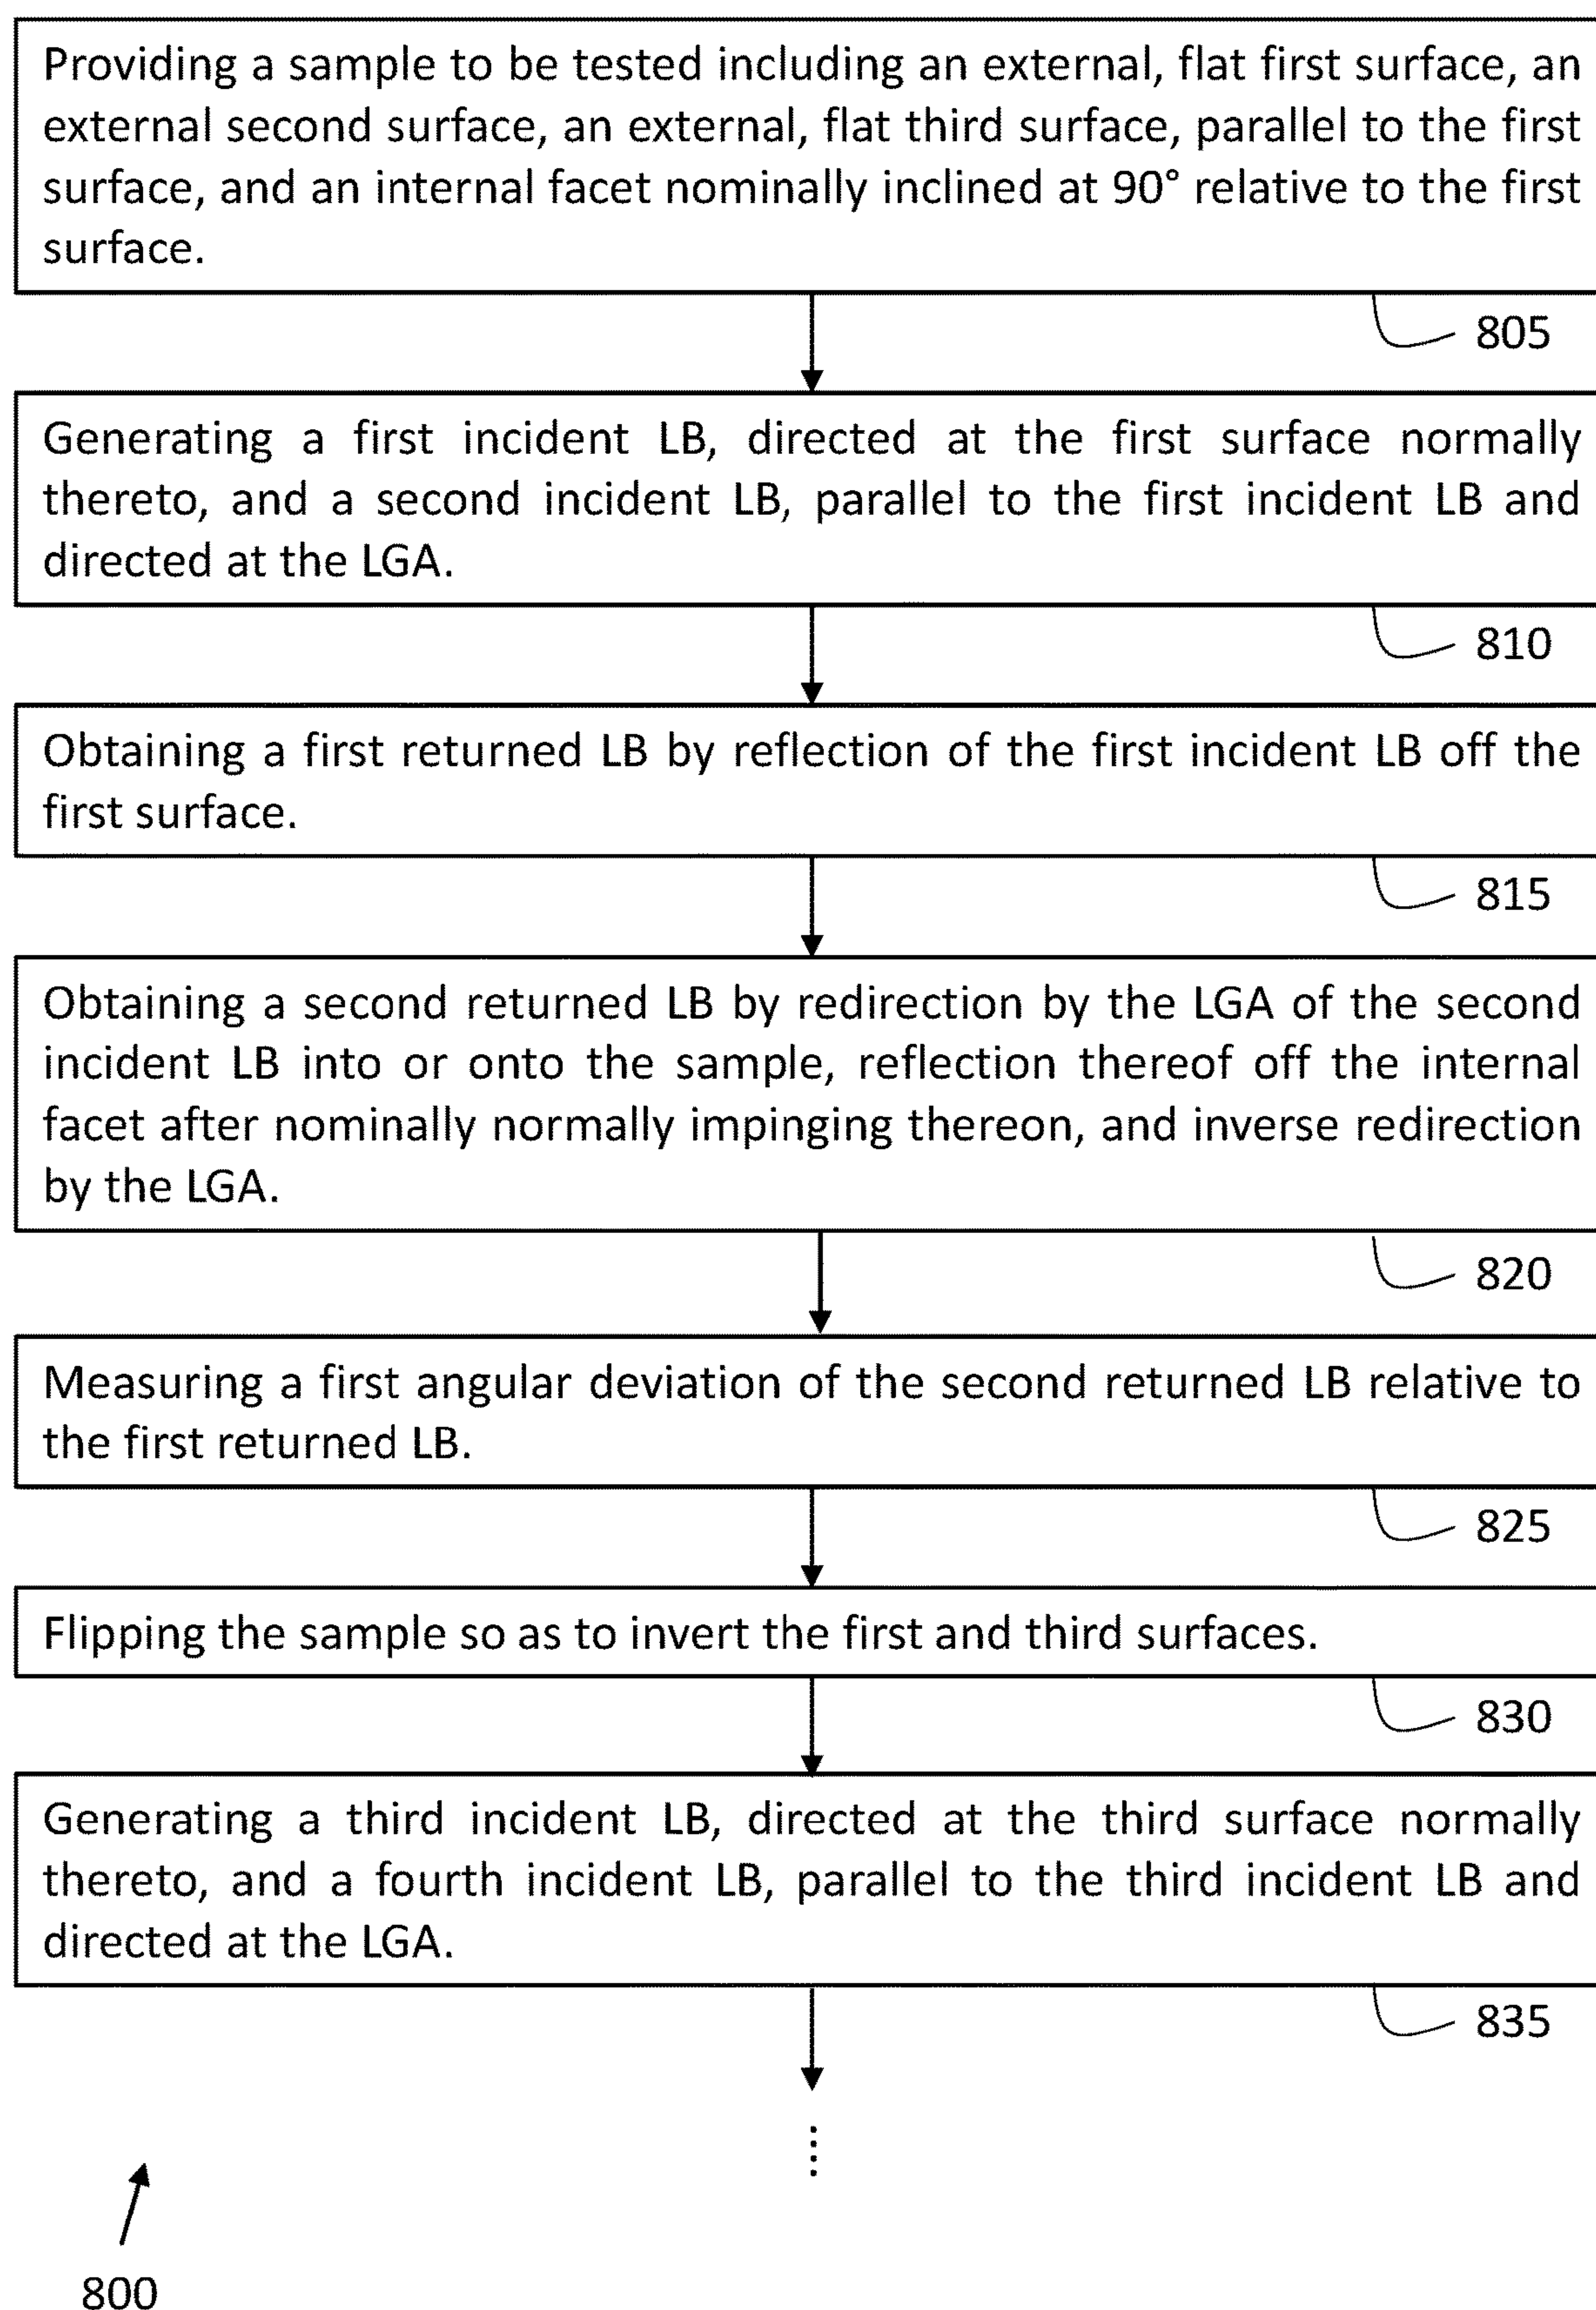 Providing a sample to be tested including an external, flat first surface, an
external second surface, an external, flat third surface, parallel to the first
surface, and an internal facet nominally inclined at 90° relative to the first
surface.
805
Generating a first incident LB, directed at the first surface normally
thereto, and a second incident LB, parallel to the first incident LB and
directed at the LGA.
810
Obtaining a first returned LB by reflection of the first incident LB off the
first surface.
815
Obtaining a second returned LB by redirection by the LGA of the second
incident LB into or onto the sample, reflection thereof off the internal
facet after nominally normally impinging thereon, and inverse redirection
by the LGA.
820
Measuring a first angular deviation of the second returned LB relative to
the first returned LB.
825
Flipping the sample so as to invert the first and third surfaces.
830
Generating a third incident LB, directed at the third surface normally
thereto, and a fourth incident LB, parallel to the third incident LB and
directed at the LGA.
835
800